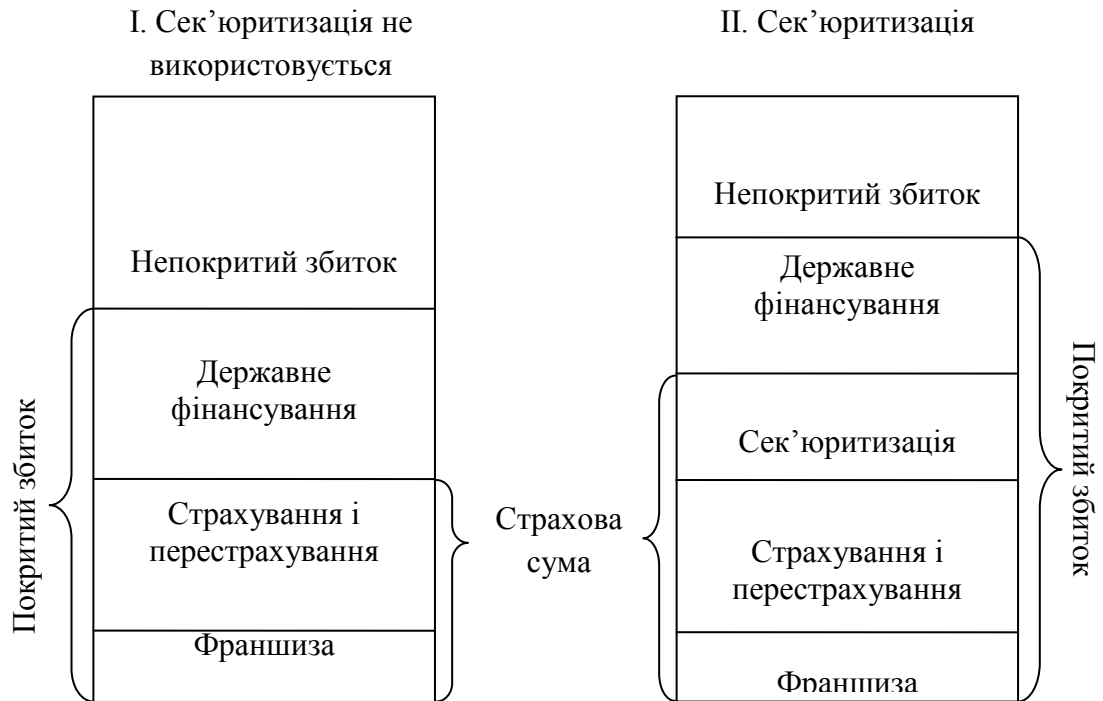 І. Сек’юритизація не
використовується
Непокритий збиток
Державне
фінансування
Страхування і
перестрахування
Франшиза
Покритий збиток
Страхова
сума
ІІ. Сек’юритизація
Непокритий збиток
Державне
фінансування
Сек’юритизація
Страхування і
перестрахування
Франшиза
Покритий збиток